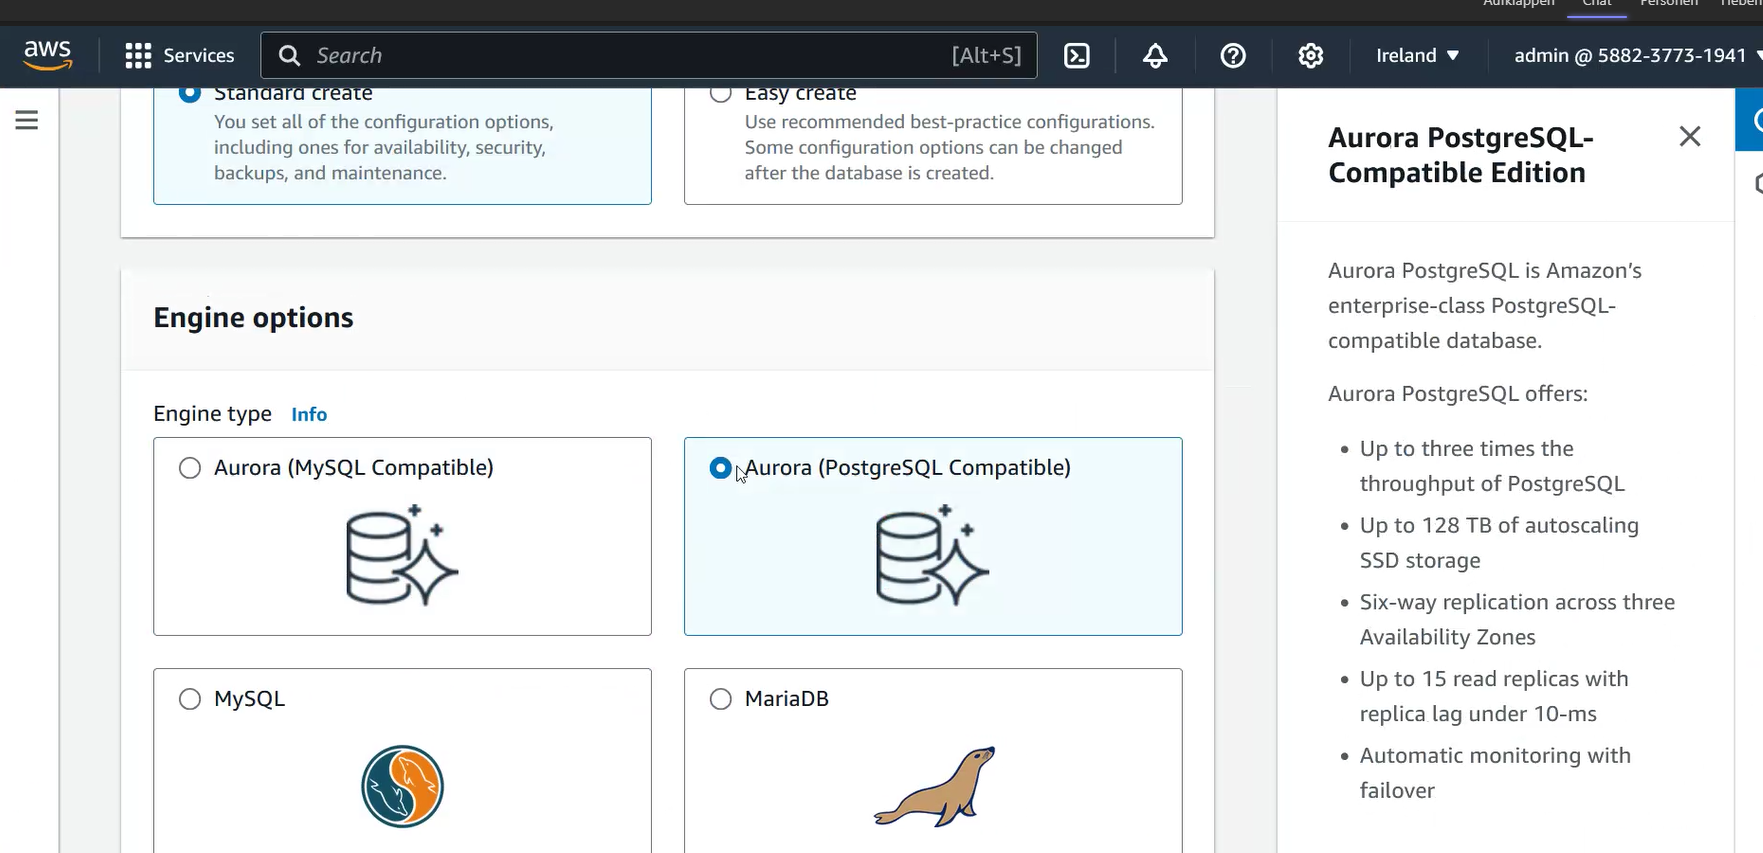 Aufklappen Chat Personen
aws Services Search [Alt+S] Ireland admin @ 5882-3773-1941
Standard create
You set all of the configuration options,
including ones for availability, security,
backups, and maintenance.
Easy create
Use recommended best-practice configurations.
Some configuration options can be changed
after the database is created.
Engine options
Engine type Info
Aurora (MySQL Compatible)
Aurora (PostgreSQL Compatible)
MySQL
MariaDB
Aurora PostgreSQL-
Compatible Edition
Aurora PostgreSQL is Amazon's
enterprise-class PostgreSQL-
compatible database.
Aurora PostgreSQL offers:
Up to three times the
throughput of PostgreSQL
Up to 128 TB of autoscaling
SSD storage
Six-way replication across three
Availability Zones
Up to 15 read replicas with
replica lag under 10-ms
Automatic monitoring with
failover